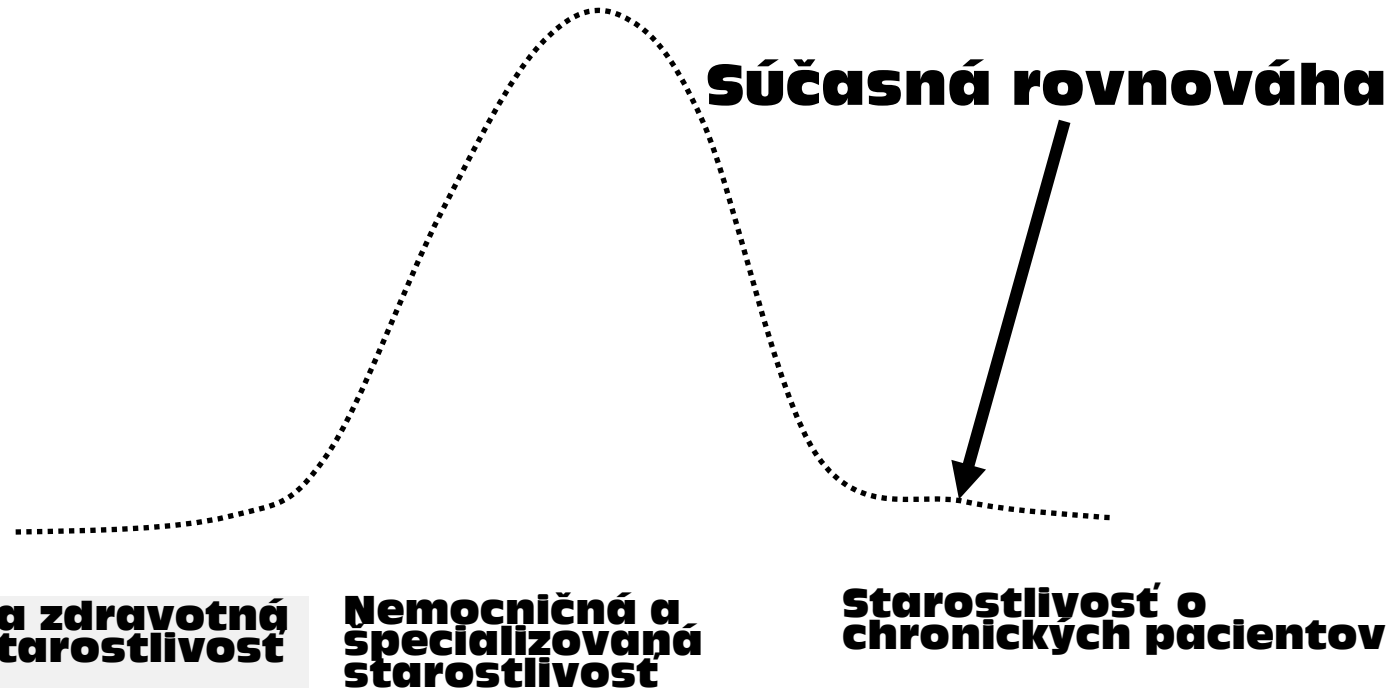 Súčasná rovnováha
a zdravotná
tarostlivosť
Nemocničná a
špecializovaná
starostlivosť
Starostlivosť o
chronických pacientov